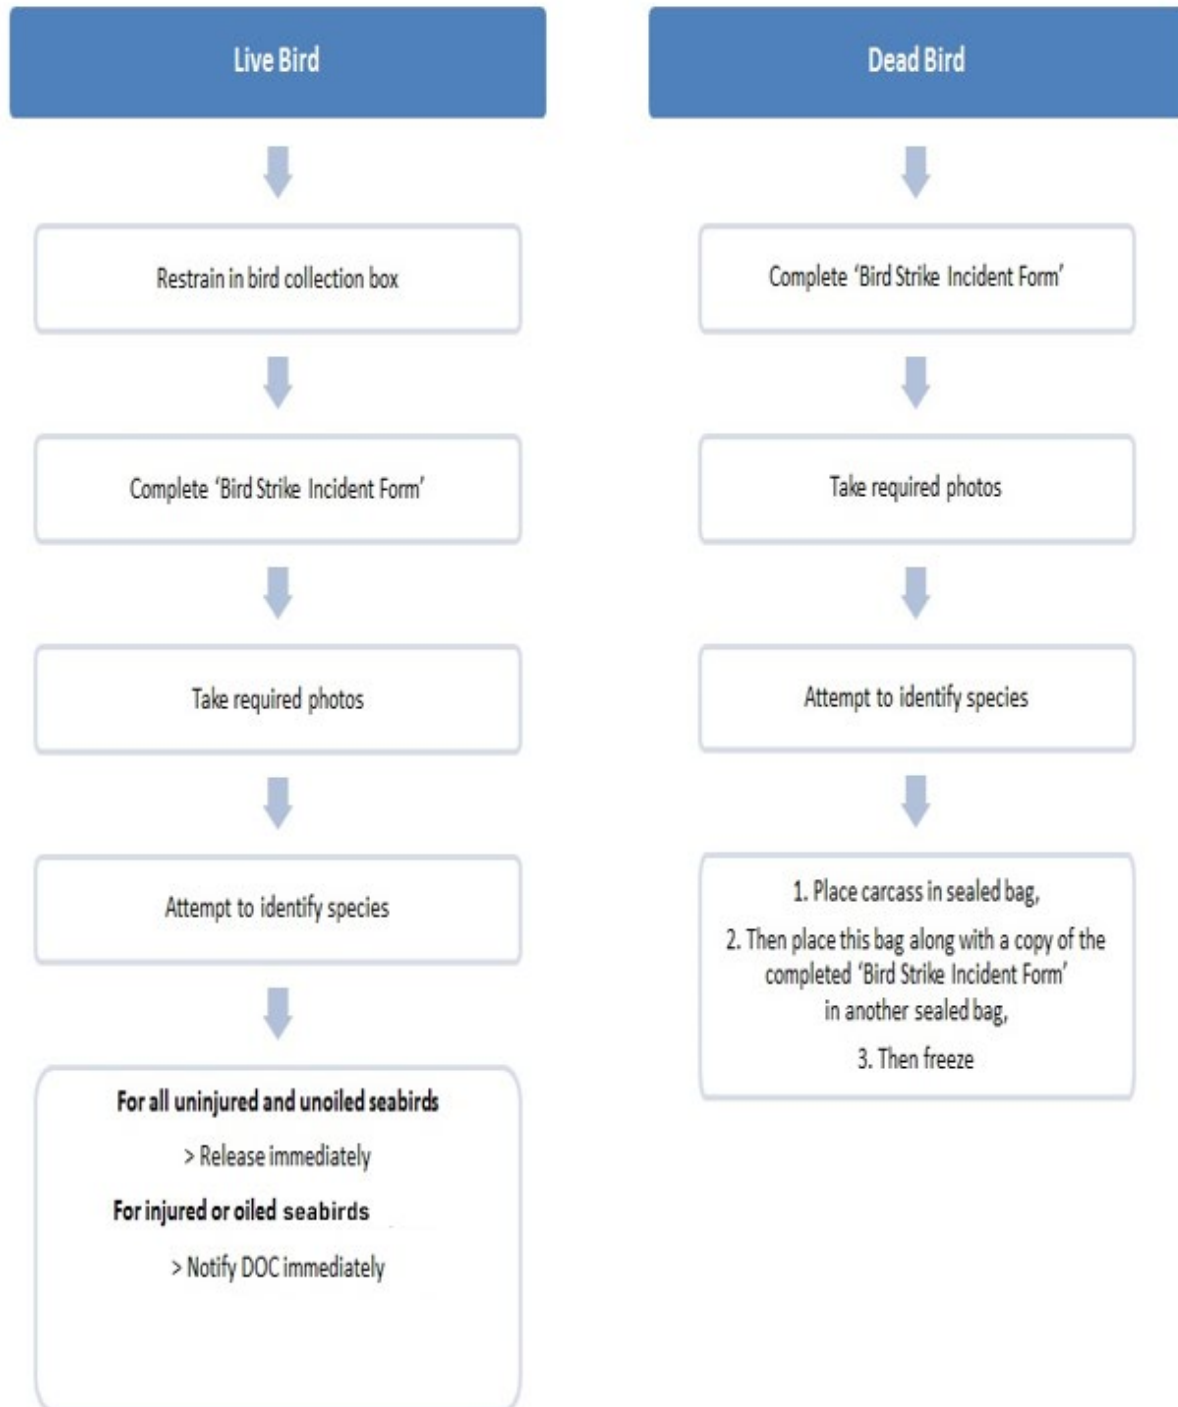 Live Bird
Restrain in bird collection box
Complete ‘Bird Strike Incident Form’
Take required photos
Attempt to identify species
For all uninjured and unoiled seabirds
> Release immediately
For injured or oiled seabirds
> Notify DOC immediately
Dead Bird
Complete ‘Bird Strike Incident Form’
Take required photos
Attempt to identify species
1. Place carcass in sealed bag,
2. Then place this bag along with a copy of the
completed ‘Bird Strike Incident Form’
in another sealed bag,
3. Then freeze